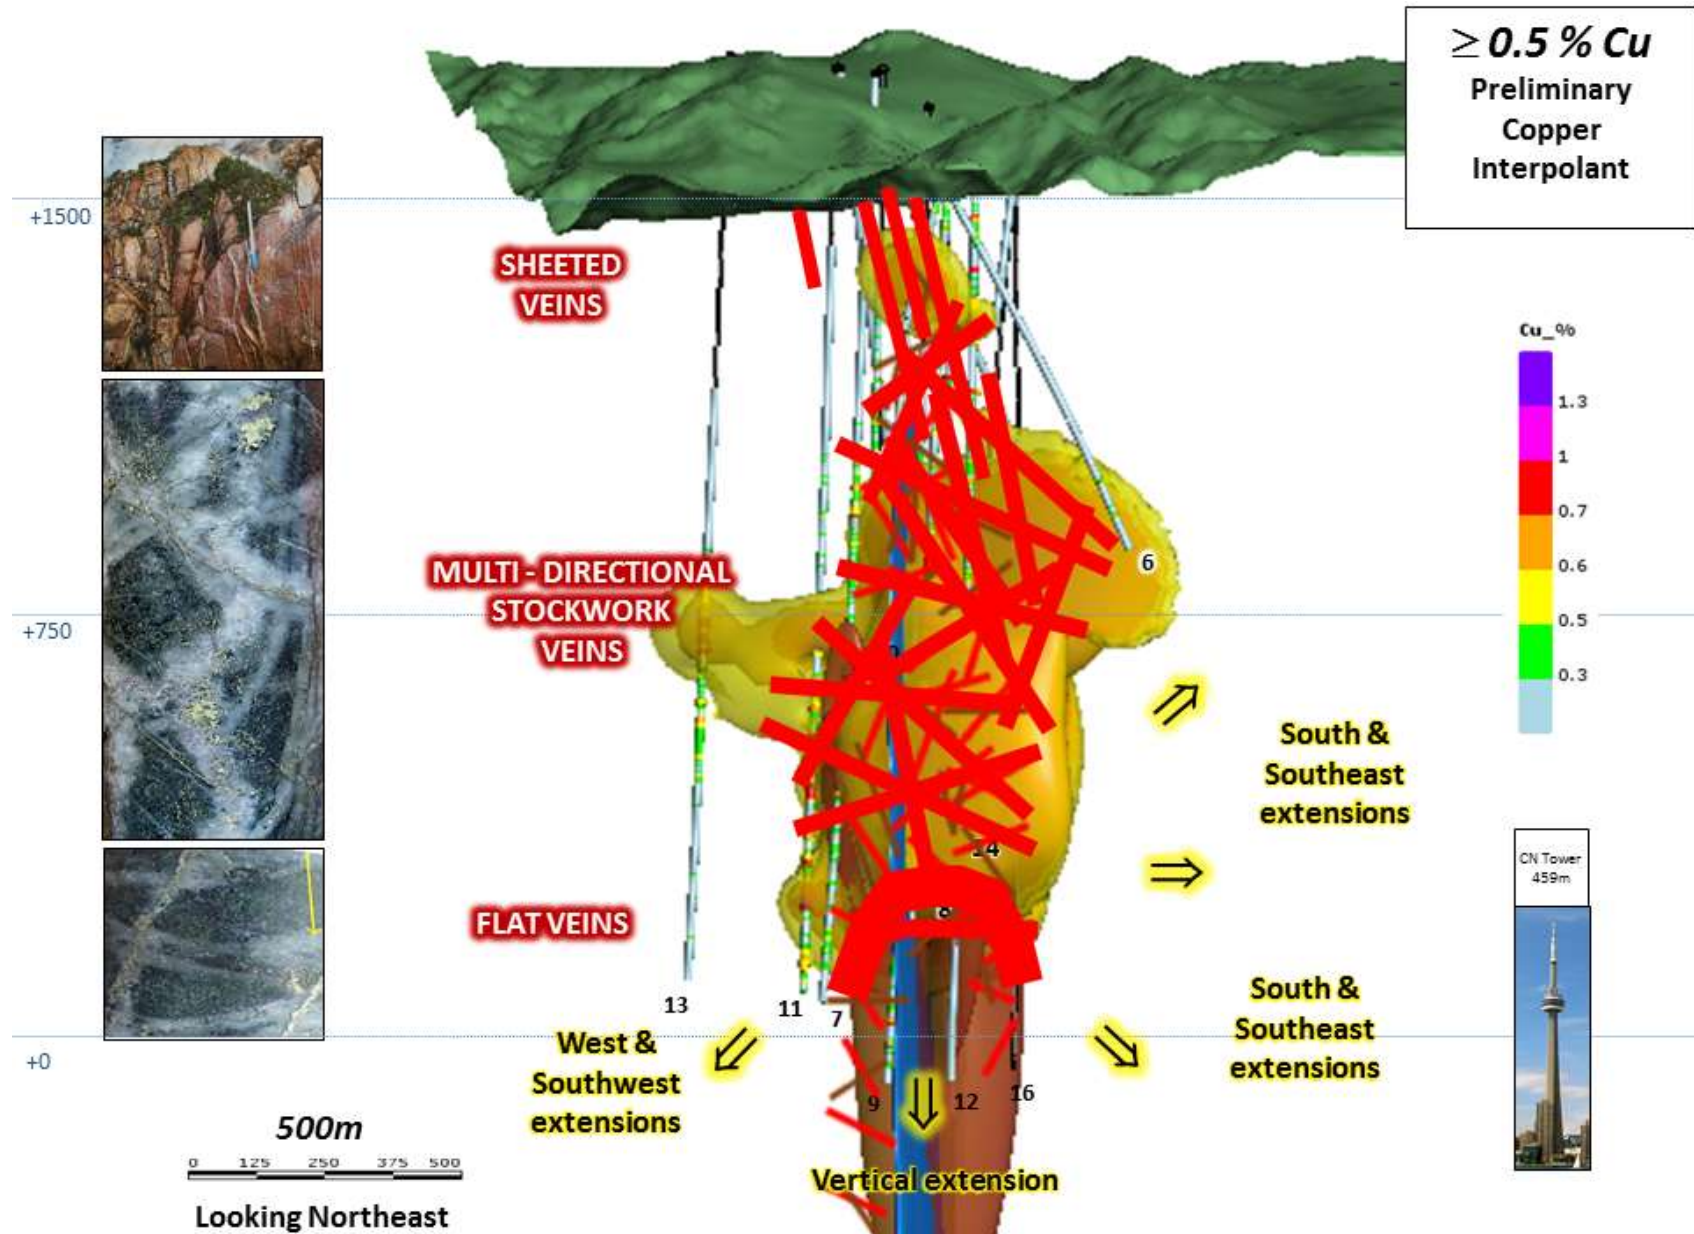 ≥ 0.5 % Cu
Preliminary
Copper
Interpolant
+1500
SHEETED
VEINS
Cu_%
1.3
1
0.7
0.6
0.5
0.3
6
MULTI - DIRECTIONAL
STOCKWORK
VEINS
+750
South &
Southeast
extensions
14
CN Tower
459m
8
FLAT VEINS
13
11
7
South &
Southeast
extensions
West &
Southwest
extensions
+0
9
12
16
500m
0 125 250 375 500
Vertical extension
Looking Northeast